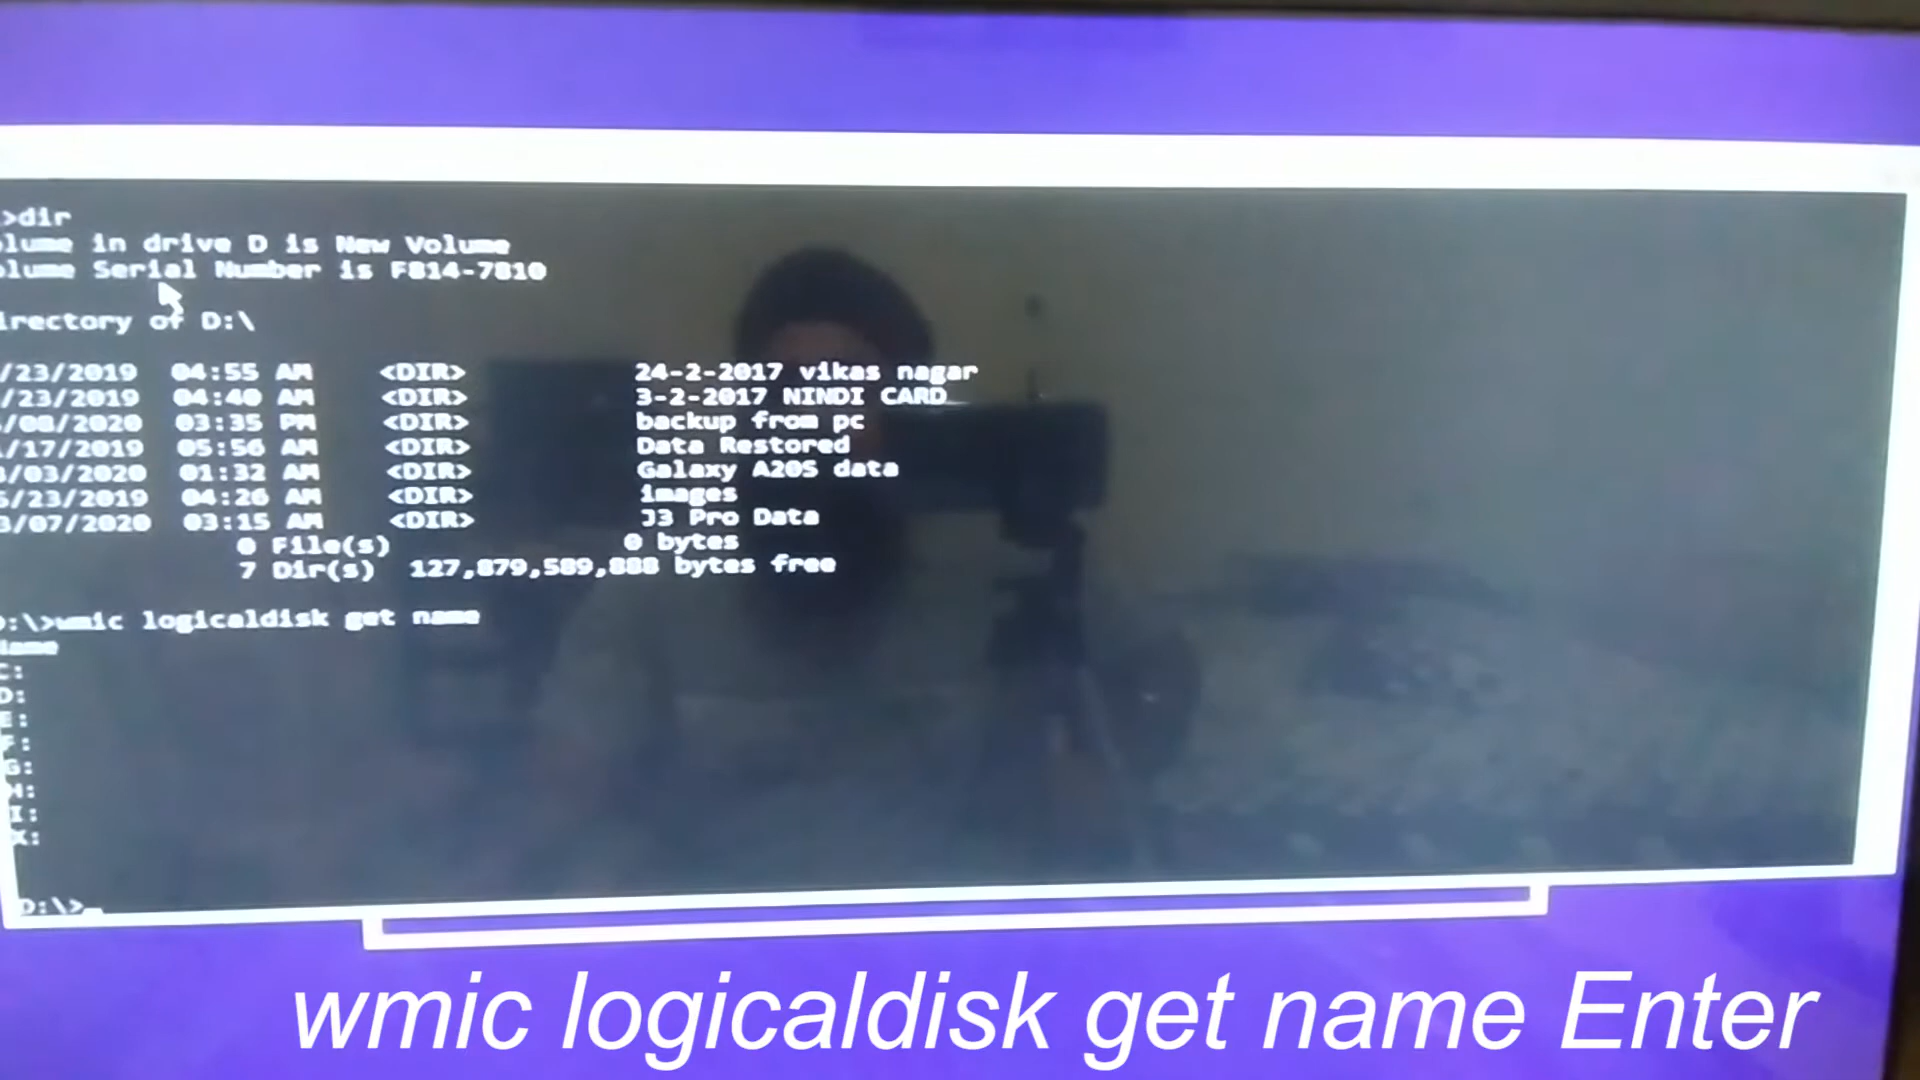 >dir
lume in drive D is New Volume
lume Serial Number is F814-7810
irectory of D:\
/23/2019 04:55 AM <DIR> 24-2-2017 vikas nagar
/23/2019 04:40 AM <DIR> 3-2-2017 NINDI CARD
/08/2020 03:35 PM <DIR> backup from pc
/17/2019 05:56 AM <DIR> Data Restored
/03/2020 01:32 AM <DIR> Galaxy A20S data
/23/2019 04:26 AM <DIR> images
3/07/2020 03:15 AM <DIR> J3 Pro Data
0 File(s) 0 bytes
7 Dir(s) 127,879,589,888 bytes free
D:\>wmic logicaldisk get name
Name
C:
D:
E:
F:
G:
H:
I:
X:
D:\>_
wmic logicaldisk get name Enter